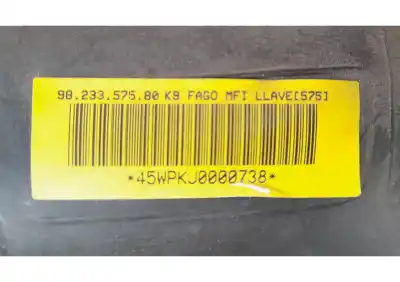 98.233.575.80 K9 FAGO MFI LLAVE[575]
*45WPKJ0000738*